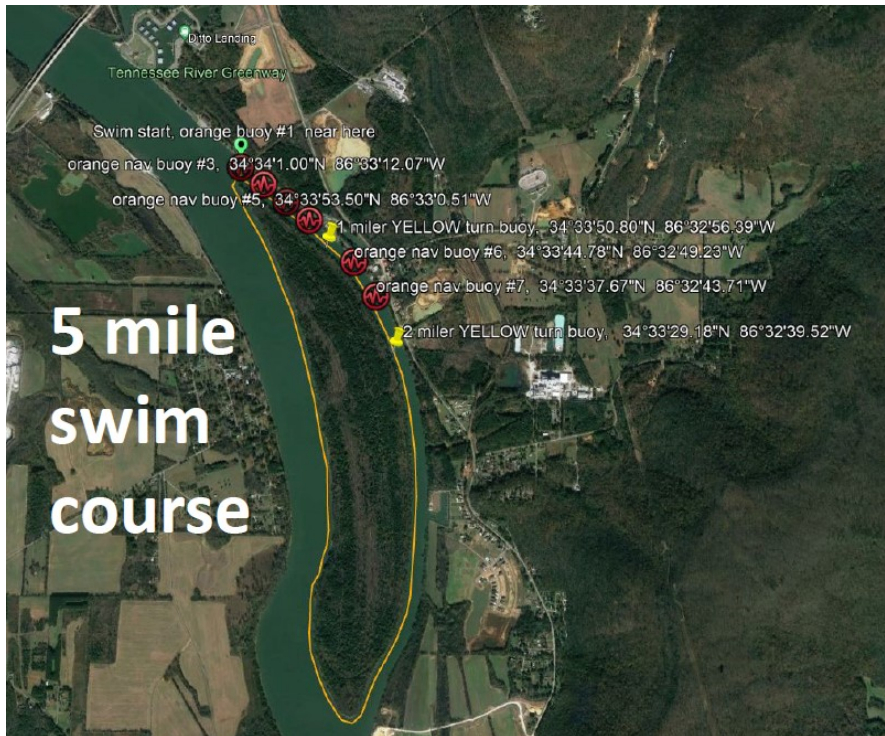 Ditto Landing
Tennessee River Greenway
Swim start, orange buoy #1 near here
orange nav buoy #3, 34°34'1.00"N 86°33'12.07"W
orange nav buoy #5, 34°33'53.50"N 86°33'0.51"W
1 miler YELLOW turn buoy, 34°33'50.80"N 86°32'56.39"W
orange nav buoy #6, 34°33'44.78"N 86°32'49.23"W
orange nav buoy #7, 34°33'37.67"N 86°32'43.71"W
2 miler YELLOW turn buoy, 34°33'29.18"N 86°32'39.52"W
5 mile
swim
course